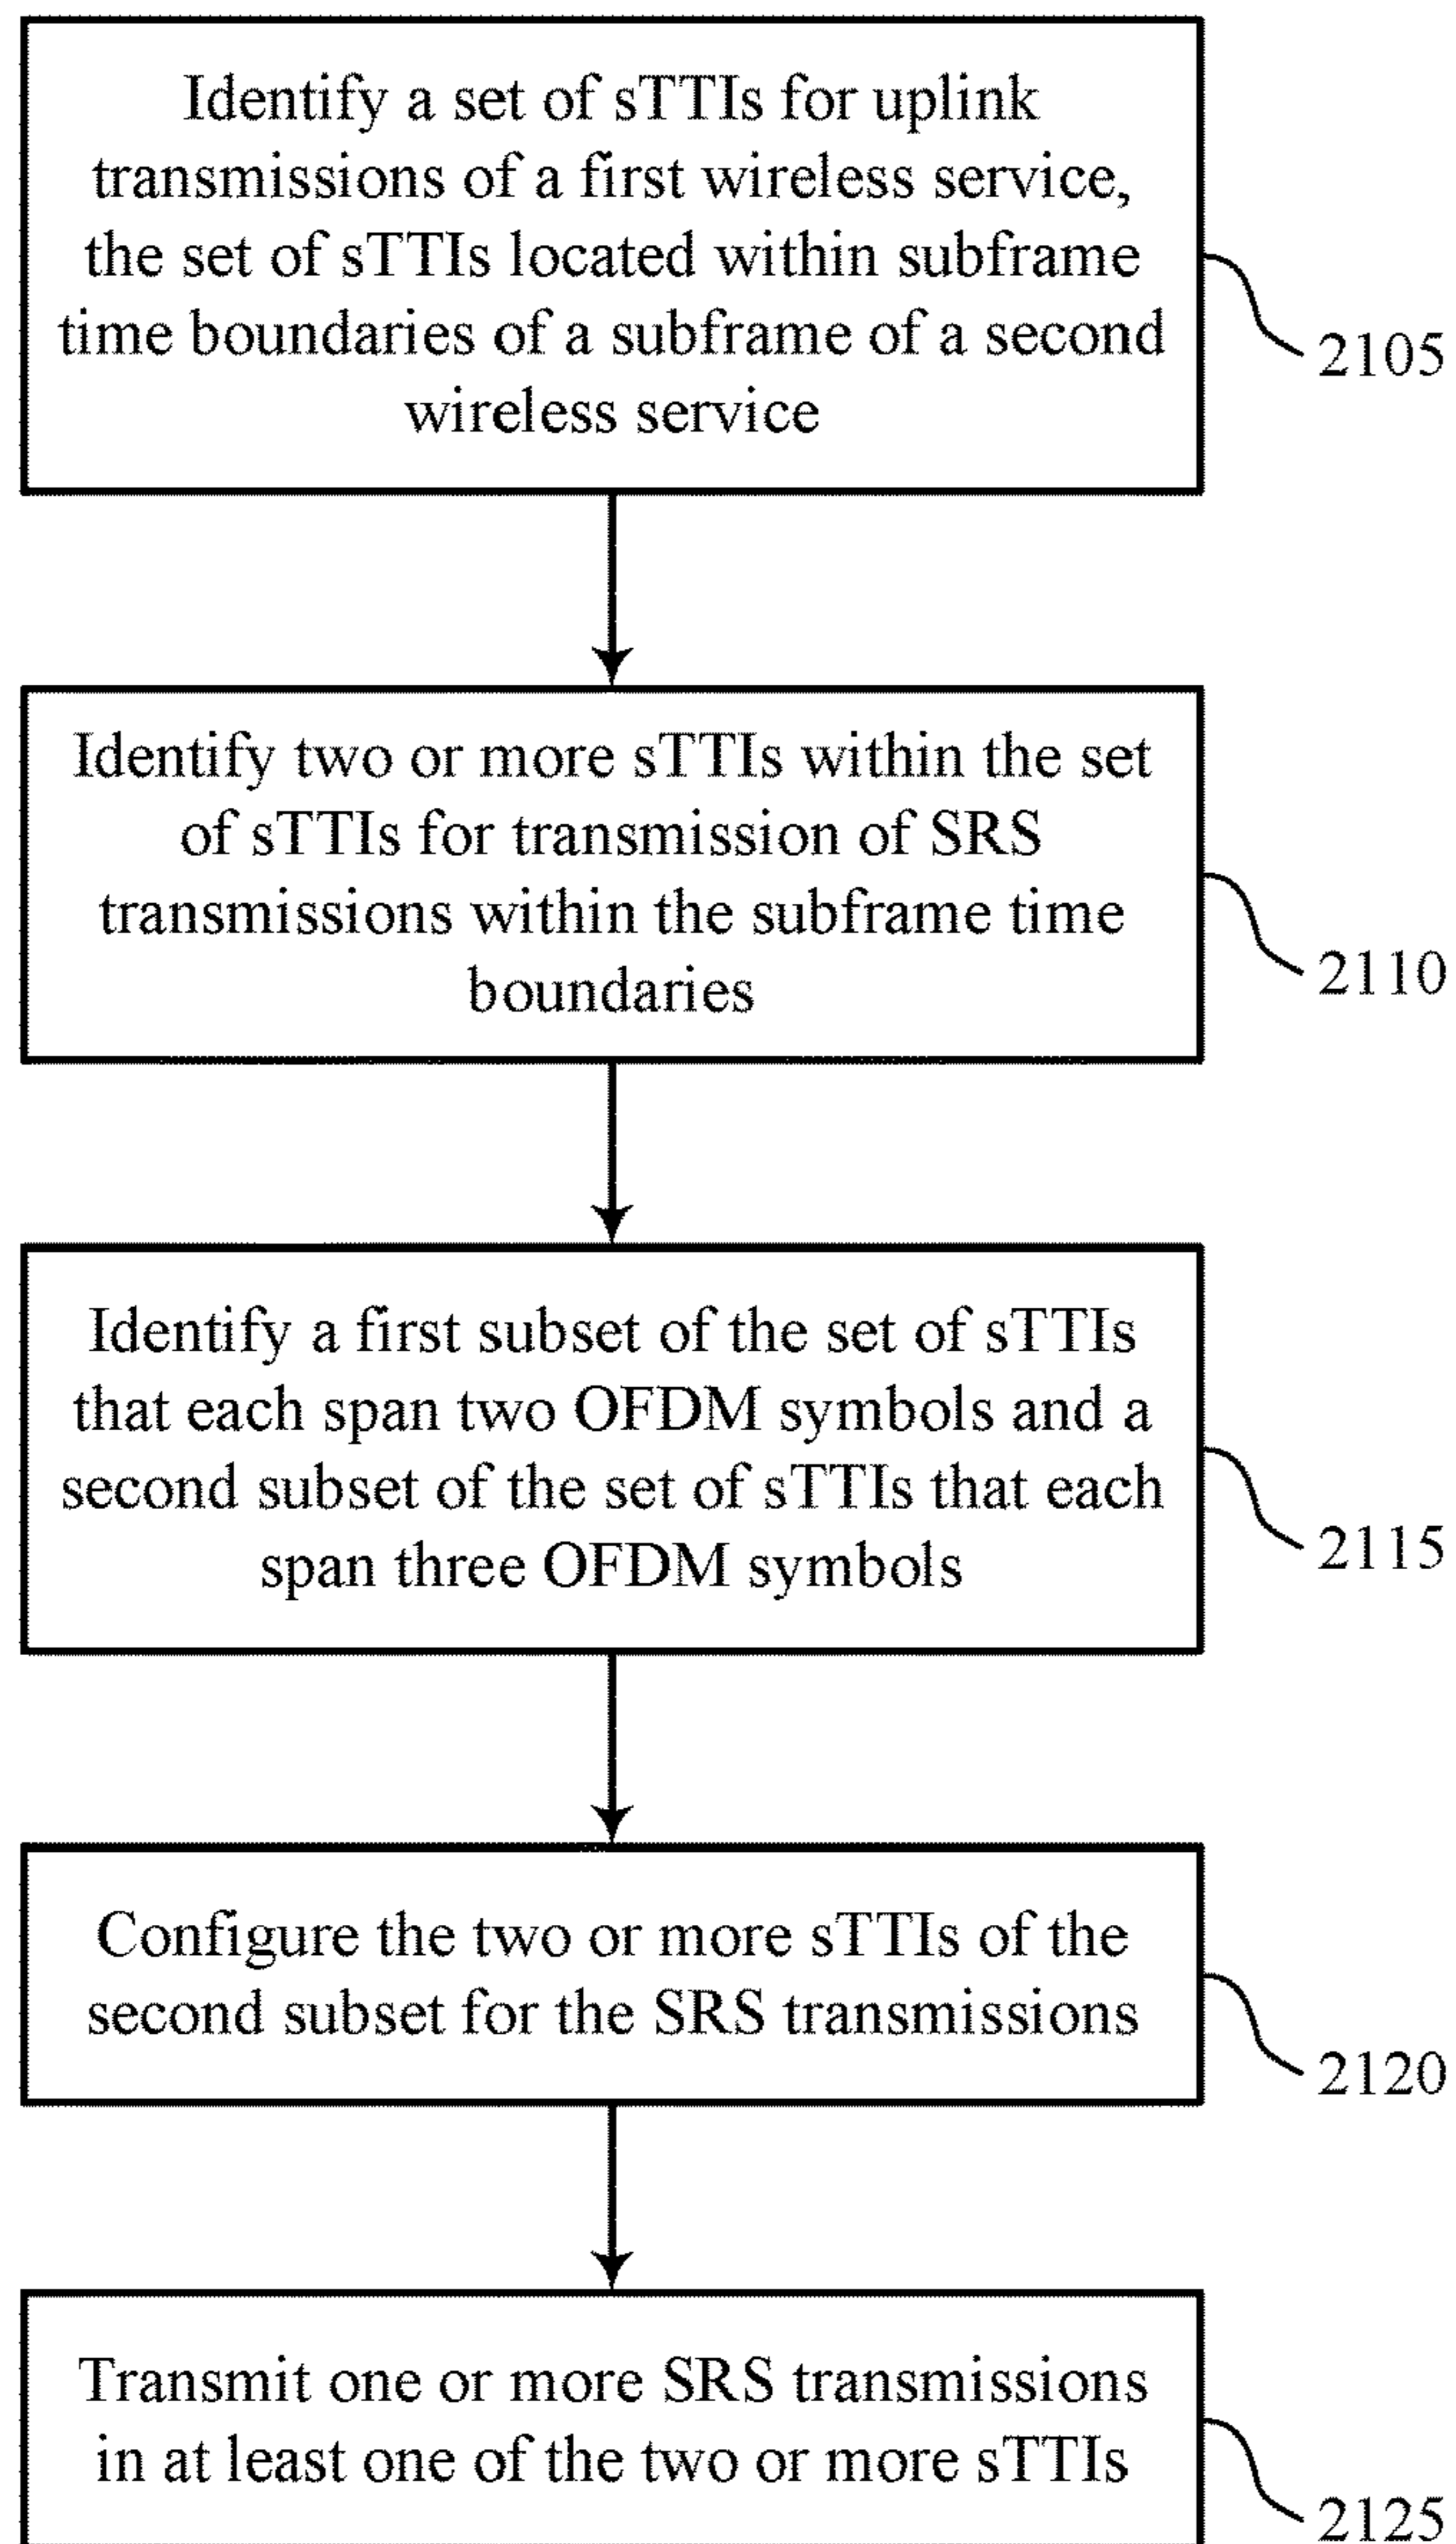 Identify a set of sTTIs for uplink
transmissions of a first wireless service,
the set of sTTIs located within subframe
time boundaries of a subframe of a second
wireless service
2105
Identify two or more sTTIs within the set
of sTTIs for transmission of SRS
transmissions within the subframe time
boundaries
2110
Identify a first subset of the set of sTTIs
that each span two OFDM symbols and a
second subset of the set of sTTIs that each
span three OFDM symbols
2115
Configure the two or more sTTIs of the
second subset for the SRS transmissions
2120
Transmit one or more SRS transmissions
in at least one of the two or more sTTIs
2125